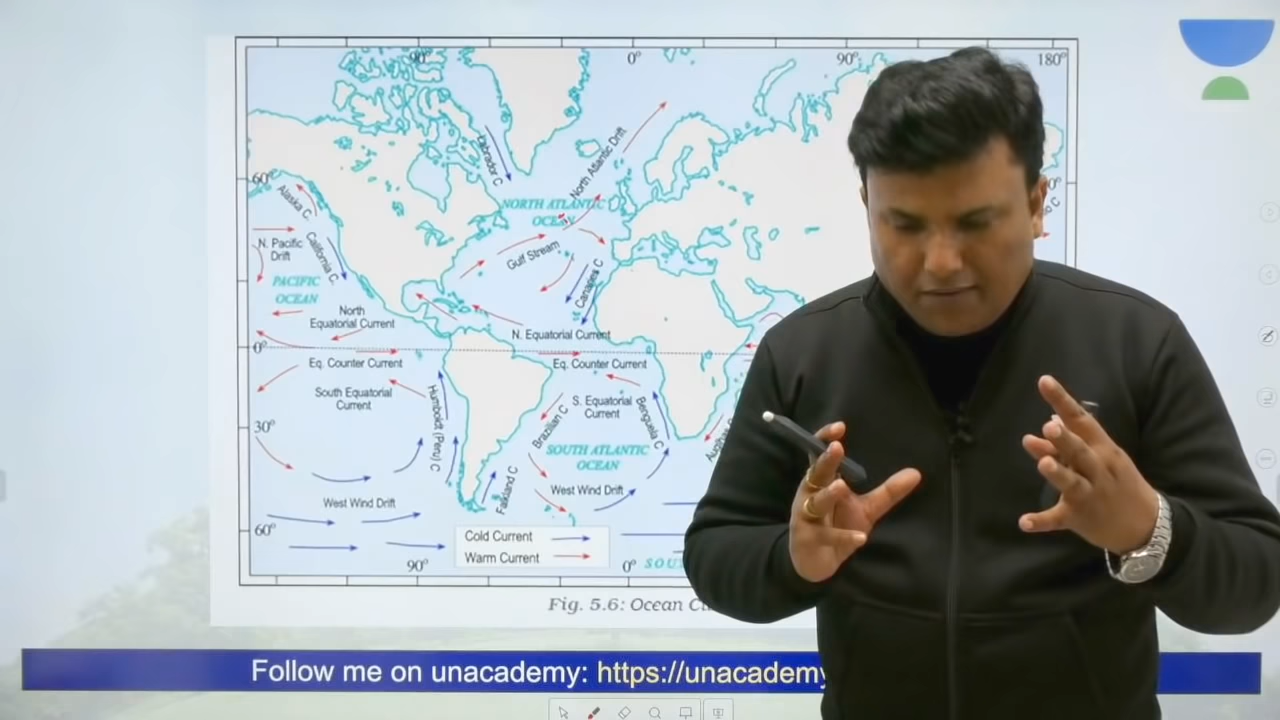 90°
0°
90°
180°
Labrador C
North Atlantic Drift
60°
NORTH ATLANTIC
OCEAN
Alaska C.
N. Pacific
Drift
California C.
Gulf Stream
Canaries C
PACIFIC
OCEAN
North
Equatorial Current
N. Equatorial Current
0°
Eq. Counter Current
Eq. Counter Current
South Equatorial
Current
S. Equatorial
Current
Humboldt (Peru) C
Brazilian C
Benguela C
30°
SOUTH ATLANTIC
OCEAN
Falkland C
West Wind Drift
West Wind Drift
60°
Cold Current
Warm Current
90°
0°
SOU
Fig. 5.6: Ocean C
Follow me on unacademy: https://unacademy